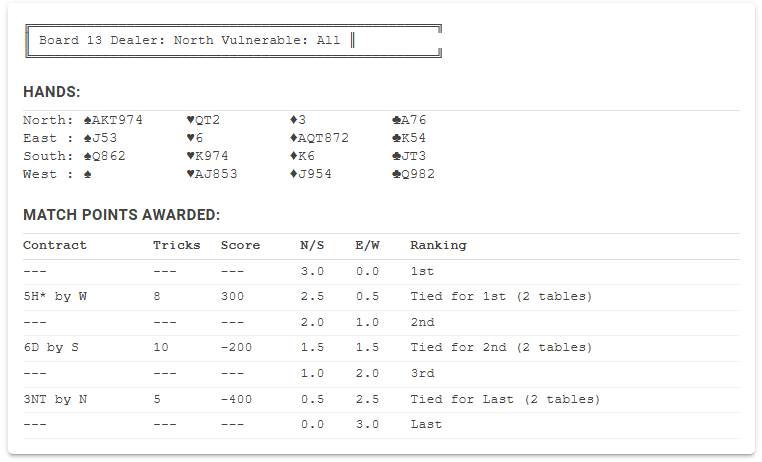 Board 13 Dealer: North Vulnerable: All
HANDS:
North: ♠AKT974 ♥QT2 ♦3 ♣A76
East : ♠J53 ♥6 ♦AQT872 ♣K54
South: ♠Q862 ♥K974 ♦K6 ♣JT3
West : ♠ ♥AJ853 ♦J954 ♣Q982
MATCH POINTS AWARDED:
Contract Tricks Score N/S E/W Ranking
--- --- --- 3.0 0.0 1st
5H* by W 8 300 2.5 0.5 Tied for 1st (2 tables)
--- --- --- 2.0 1.0 2nd
6D by S 10 -200 1.5 1.5 Tied for 2nd (2 tables)
--- --- --- 1.0 2.0 3rd
3NT by N 5 -400 0.5 2.5 Tied for Last (2 tables)
--- --- --- 0.0 3.0 Last